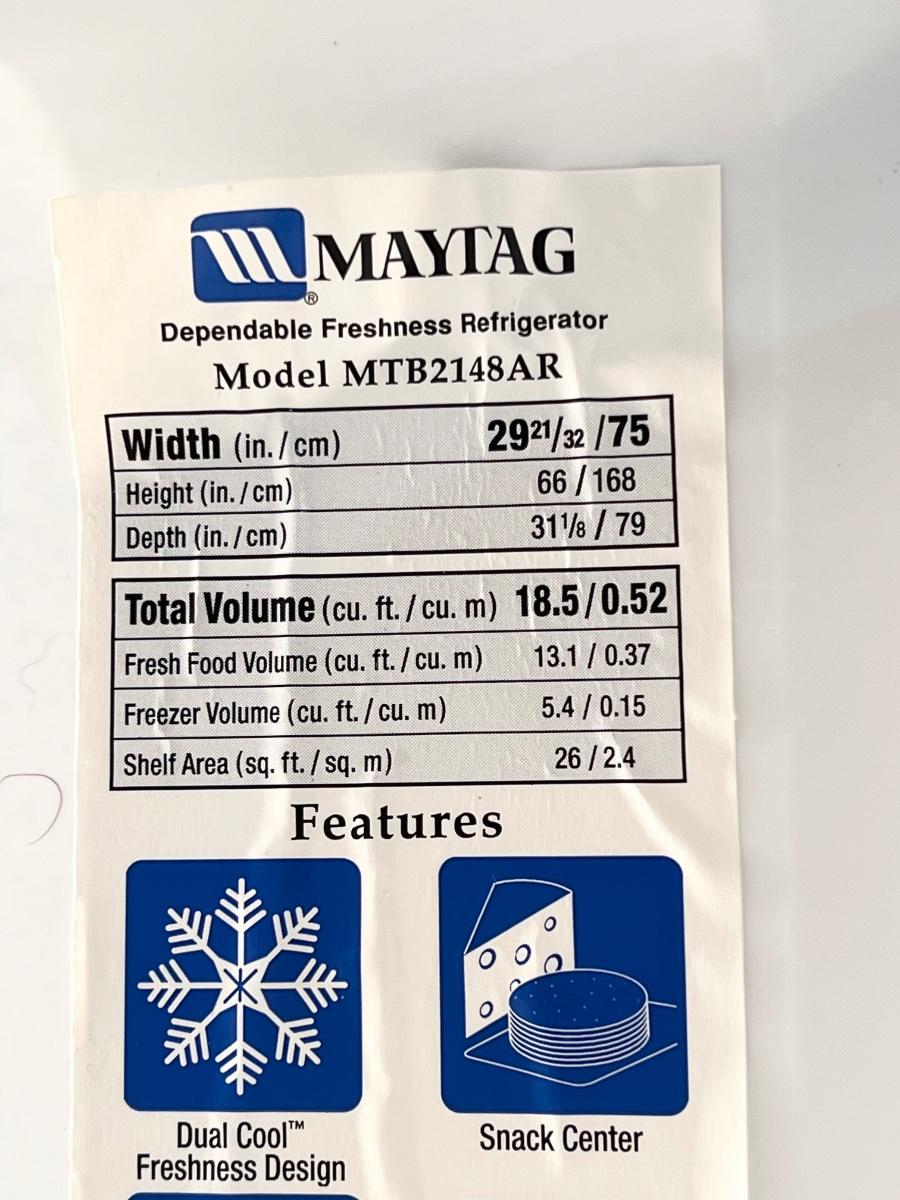 MAYTAG
®
Dependable Freshness Refrigerator
Model MTB2148AR
Width (in./cm) 29 21/32 /75
Height (in./cm) 66/168
Depth (in./cm) 31 1/8 / 79
Total Volume (cu. ft./cu. m) 18.5/0.52
Fresh Food Volume (cu. ft./cu. m) 13.1 / 0.37
Freezer Volume (cu. ft./cu. m) 5.4 / 0.15
Shelf Area (sq. ft./sq. m) 26 / 2.4
Features
Dual Cool™
Freshness Design
Snack Center